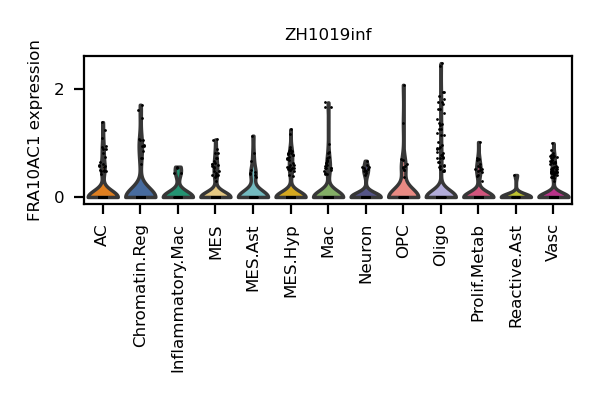 ZH1019inf
FRA10AC1 expression
2
0
AC
Chromatin.Reg
Inflammatory.Mac
MES
MES.Ast
MES.Hyp
Mac
Neuron
OPC
Oligo
Prolif.Metab
Reactive.Ast
Vasc